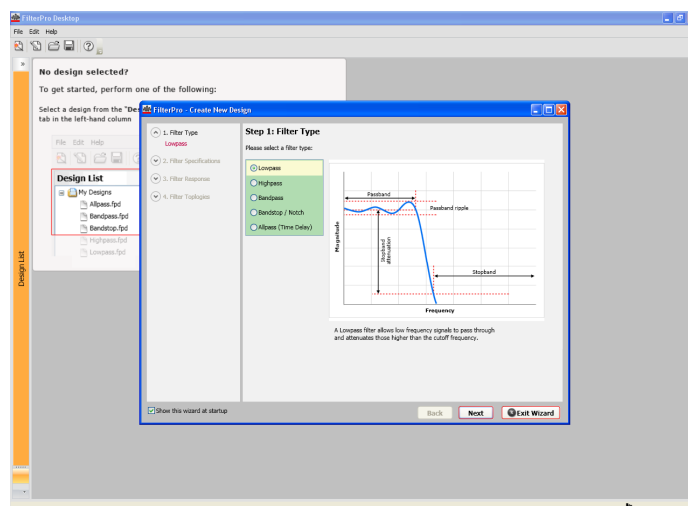 FilterPro Desktop
File Edit Help
No design selected?
To get started, perform one of the following:
Select a design from the "Des
tab in the left-hand column
File Edit Help
Design List
My Designs
Allpass.fpd
Bandpass.fpd
Bandstop.fpd
Highpass.fpd
Lowpass.fpd
Design List
FilterPro - Create New Design
1. Filter Type
Lowpass
2. Filter Specifications
3. Filter Response
4. Filter Toplogies
Step 1: Filter Type
Please select a filter type:
Lowpass
Highpass
Bandpass
Bandstop / Notch
Allpass (Time Delay)
Passband
Passband ripple
Magnitude
Stopband
attenuation
Stopband
Frequency
A Lowpass filter allows low frequency signals to pass through
and attenuates those higher than the cutoff frequency.
Show this wizard at startup
Back
Next
Exit Wizard